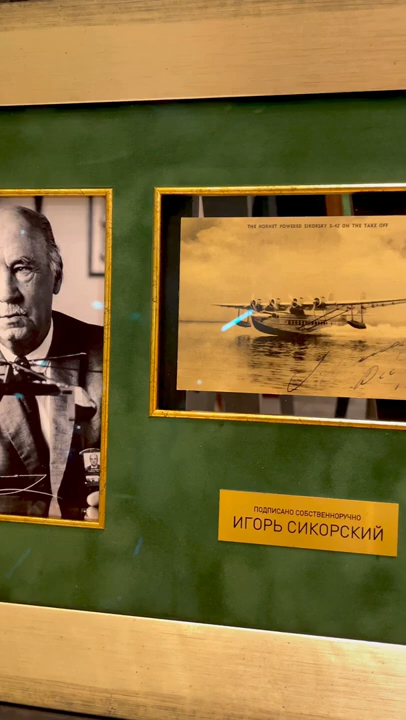 THE HORNET POWERED SIKORSKY S-42 ON THE TAKE OFF
ПОДПИСАНО СОБСТВЕННОРУЧНО
ИГОРЬ СИКОРСКИЙ